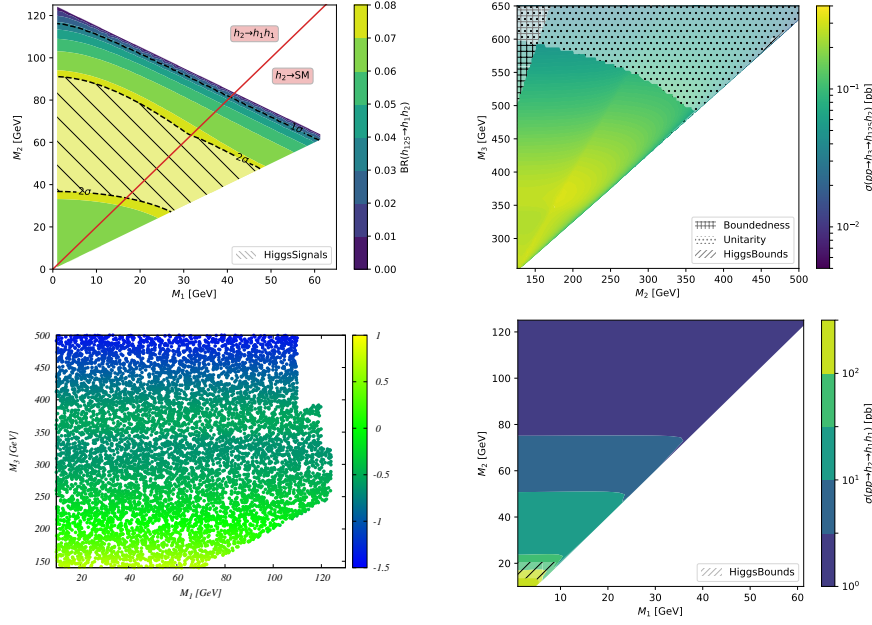 120
100
80
60
40
20
0
0 10 20 30 40 50 60
M₂ [GeV]
M₁ [GeV]
h₂→h₁h₁
h₂→SM
1σ
2σ
2σ
HiggsSignals
0.08
0.07
0.06
0.05
0.04
0.03
0.02
0.01
0.00
BR(h₁₂₅→h₁h₂)
650
600
550
500
450
400
350
300
M₃ [GeV]
150 200 250 300 350 400 450 500
M₂ [GeV]
Boundedness
Unitarity
HiggsBounds
10⁻¹
10⁻²
500
450
400
350
300
250
200
150
20 40 60 80 100 120
M₁ [GeV]
1
0.5
0
-0.5
-1
-1.5
120
100
80
60
40
20
M₂ [GeV]
10 20 30 40 50 60
M₁ [GeV]
HiggsBounds
10²
10¹
10⁰